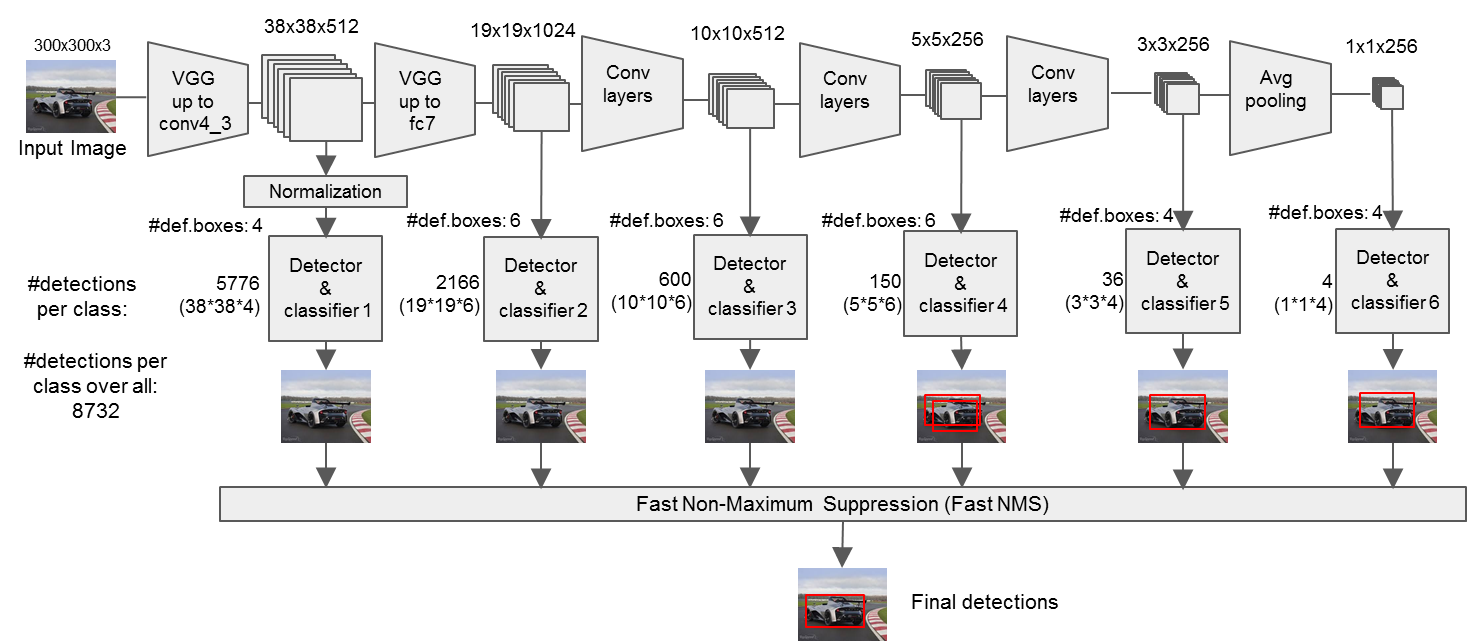 300x300x3
38x38x512
19x19x1024
10x10x512
5x5x256
3x3x256
1x1x256
VGG
up to
conv4_3
VGG
up to
fc7
Conv
layers
Conv
layers
Conv
layers
Avg
pooling
Input Image
Normalization
#def.boxes: 4
#def.boxes: 6
#def.boxes: 6
#def.boxes: 6
#def.boxes: 4
#def.boxes: 4
#detections
per class:
5776
(38*38*4)
Detector
&
classifier 1
2166
(19*19*6)
Detector
&
classifier 2
600
(10*10*6)
Detector
&
classifier 3
150
(5*5*6)
Detector
&
classifier 4
36
(3*3*4)
Detector
&
classifier 5
4
(1*1*4)
Detector
&
classifier 6
#detections per
class over all:
8732
Fast Non-Maximum Suppression (Fast NMS)
Final detections